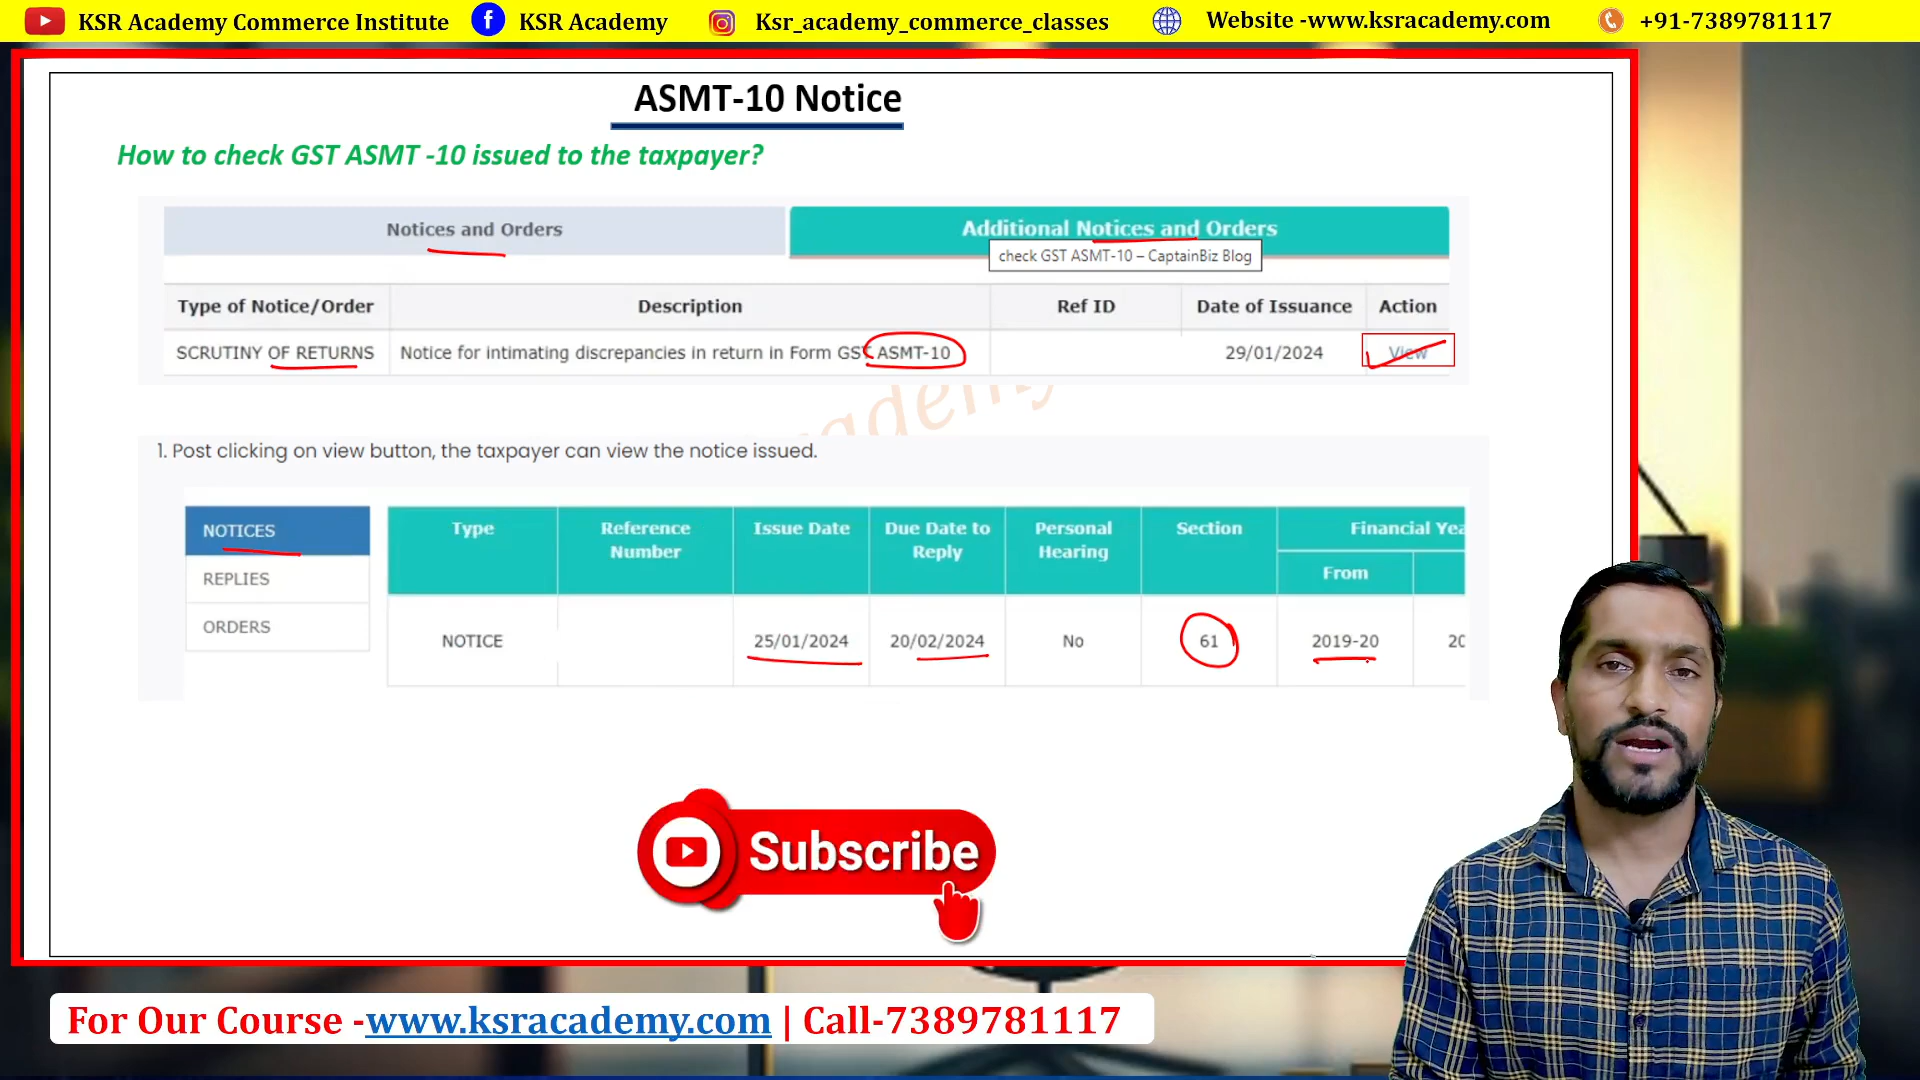 KSR Academy Commerce Institute KSR Academy Ksr_academy_commerce_classes Website -www.ksracademy.com +91-7389781117
ASMT-10 Notice
How to check GST ASMT -10 issued to the taxpayer?
Notices and Orders Additional Notices and Orders
check GST ASMT-10 – CaptainBiz Blog
Type of Notice/Order Description Ref ID Date of Issuance Action
SCRUTINY OF RETURNS Notice for intimating discrepancies in return in Form GST ASMT-10 29/01/2024 View
ademy
1. Post clicking on view button, the taxpayer can view the notice issued.
NOTICES
REPLIES
ORDERS
Type Reference Number Issue Date Due Date to Reply Personal Hearing Section Financial Yea
From
NOTICE 25/01/2024 20/02/2024 No 61 2019-20 20
Subscribe
For Our Course -www.ksracademy.com | Call-7389781117